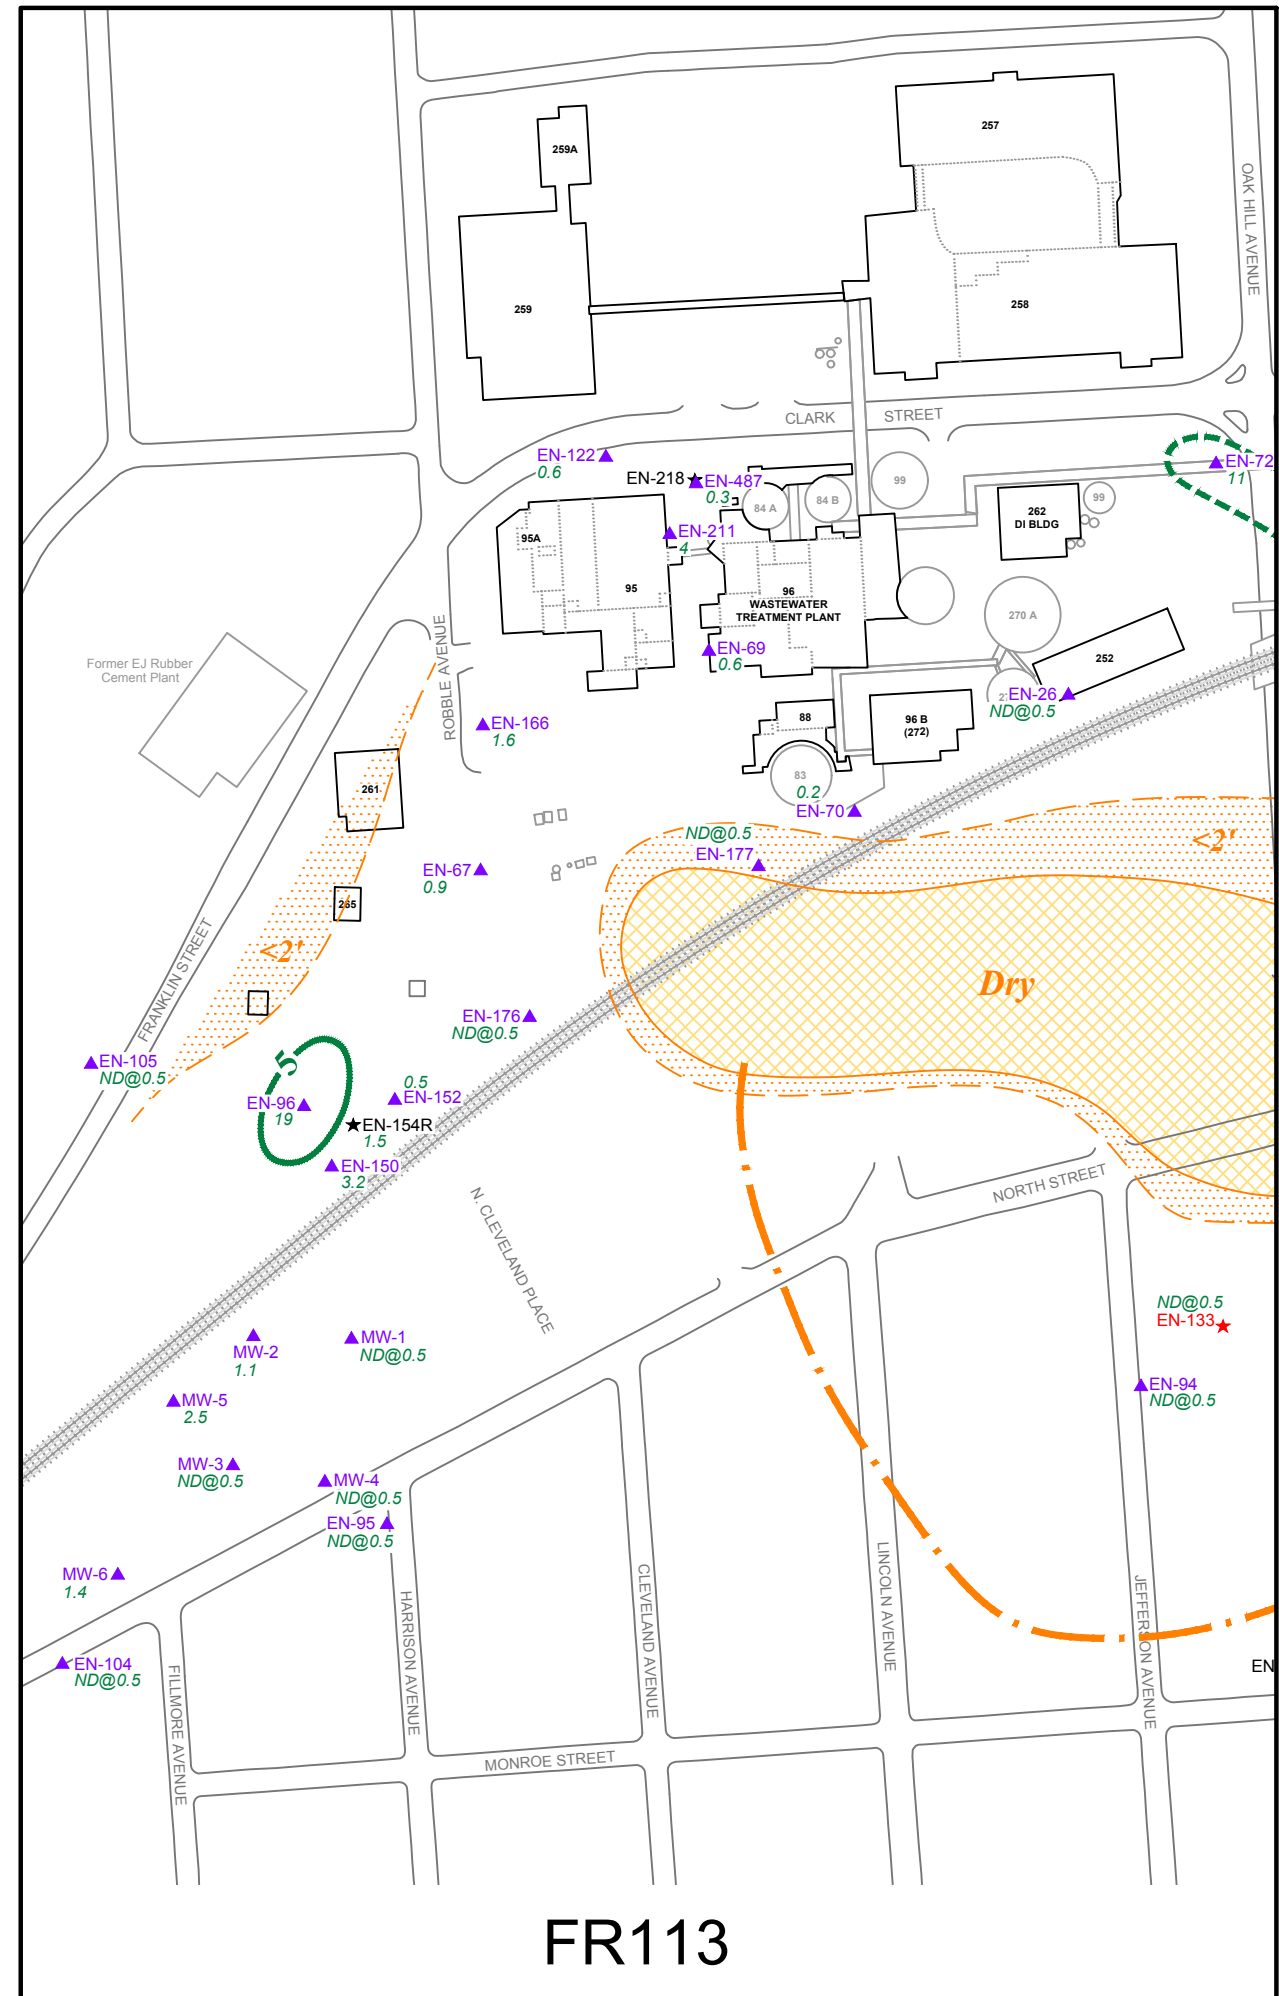 257
259A
OAK HILL AVENUE
259
258
CLARK STREET
EN-122
0.6
EN-218
EN-487
0.3
EN-72
11
84 A
84 B
99
99
262
DI BLDG
EN-211
4
95A
95
96
WASTEWATER
TREATMENT PLANT
270 A
ROBBLE AVENUE
Former EJ Rubber
Cement Plant
EN-69
0.6
252
EN-26
ND@0.5
EN-166
1.6
88
96 B
(272)
83
0.2
EN-70
261
ND@0.5
EN-177
<2'
EN-67
0.9
265
<2'
FRANKLIN STREET
Dry
EN-176
ND@0.5
EN-105
ND@0.5
5
EN-96
19
0.5
EN-152
EN-154R
1.5
EN-150
3.2
NORTH STREET
N. CLEVELAND PLACE
ND@0.5
EN-133
MW-2
1.1
MW-1
ND@0.5
EN-94
ND@0.5
MW-5
2.5
MW-3
ND@0.5
MW-4
ND@0.5
EN-95
ND@0.5
MW-6
1.4
HARRISON AVENUE
CLEVELAND AVENUE
LINCOLN AVENUE
JEFFERSON AVENUE
EN-104
ND@0.5
FILLMORE AVENUE
EN
MONROE STREET
FR113